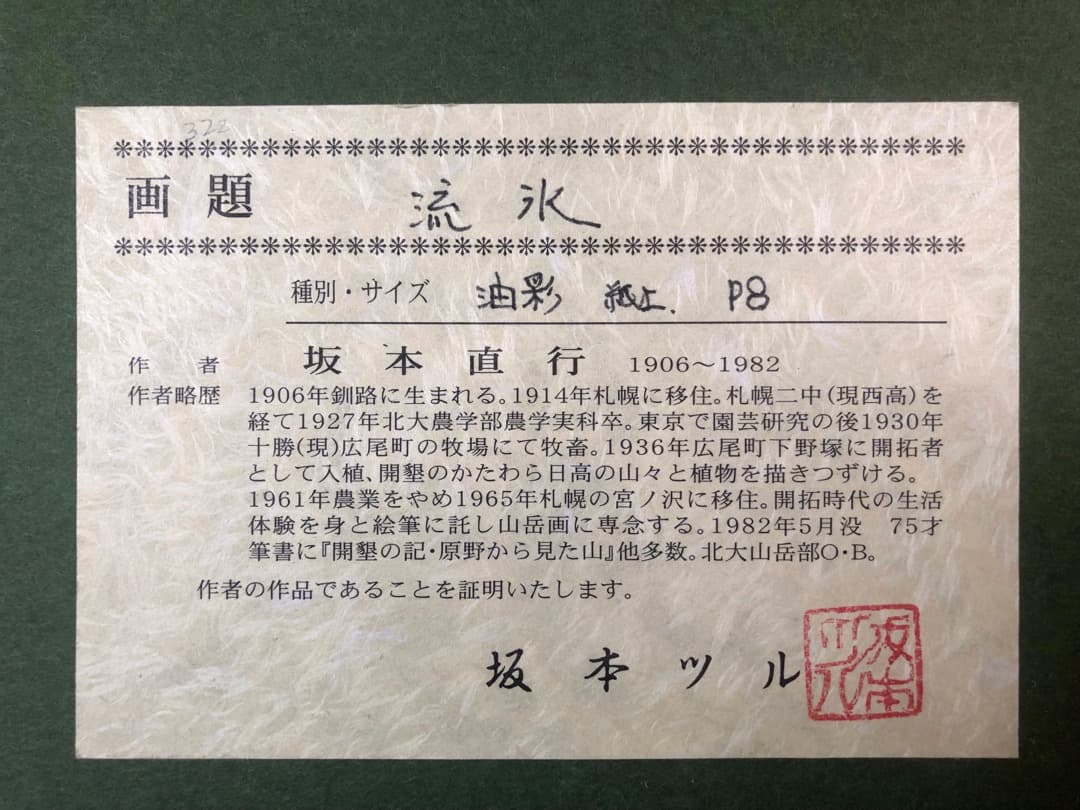 322
✻✻✻✻✻✻✻✻✻✻✻✻✻✻✻✻✻✻✻✻✻✻✻✻✻✻✻✻✻✻✻✻✻✻✻✻✻✻✻✻
画題 流氷
✻✻✻✻✻✻✻✻✻✻✻✻✻✻✻✻✻✻✻✻✻✻✻✻✻✻✻✻✻✻✻✻✻✻✻✻✻✻✻✻
種別・サイズ 油彩 紙上. P8
作者 坂本直行 1906～1982
作者略歴 1906年釧路に生まれる。1914年札幌に移住。札幌二中(現西高)を
経て1927年北大農学部農学実科卒。東京で園芸研究の後1930年
十勝(現)広尾町の牧場にて牧畜。1936年広尾町下野塚に開拓者
として入植、開墾のかたわら日高の山々と植物を描きつずける。
1961年農業をやめ1965年札幌の宮ノ沢に移住。開拓時代の生活
体験を身と絵筆に託し山岳画に専念する。1982年5月没 75才
筆書に『開墾の記・原野から見た山』他多数。北大山岳部O・B。
作者の作品であることを証明いたします。
坂本ツル
坂本ツル